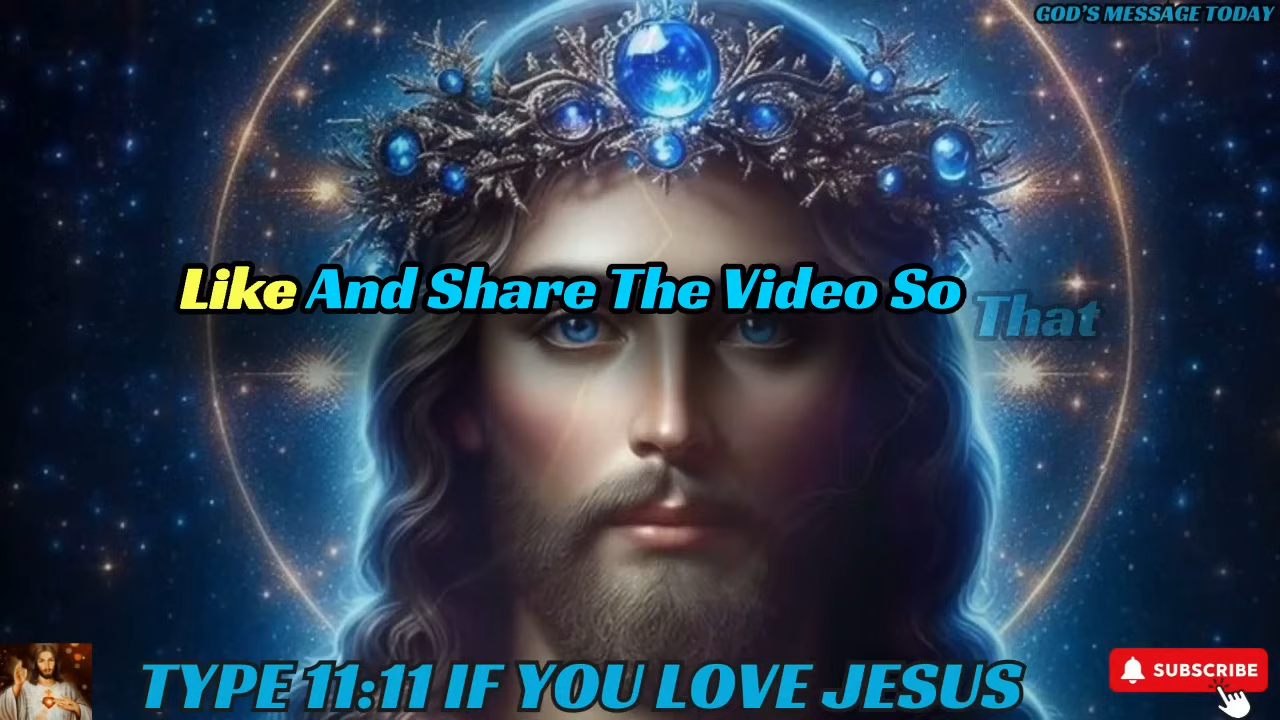 GOD'S MESSAGE TODAY
Like And Share The Video So That
TYPE 11:11 IF YOU LOVE JESUS
SUBSCRIBE